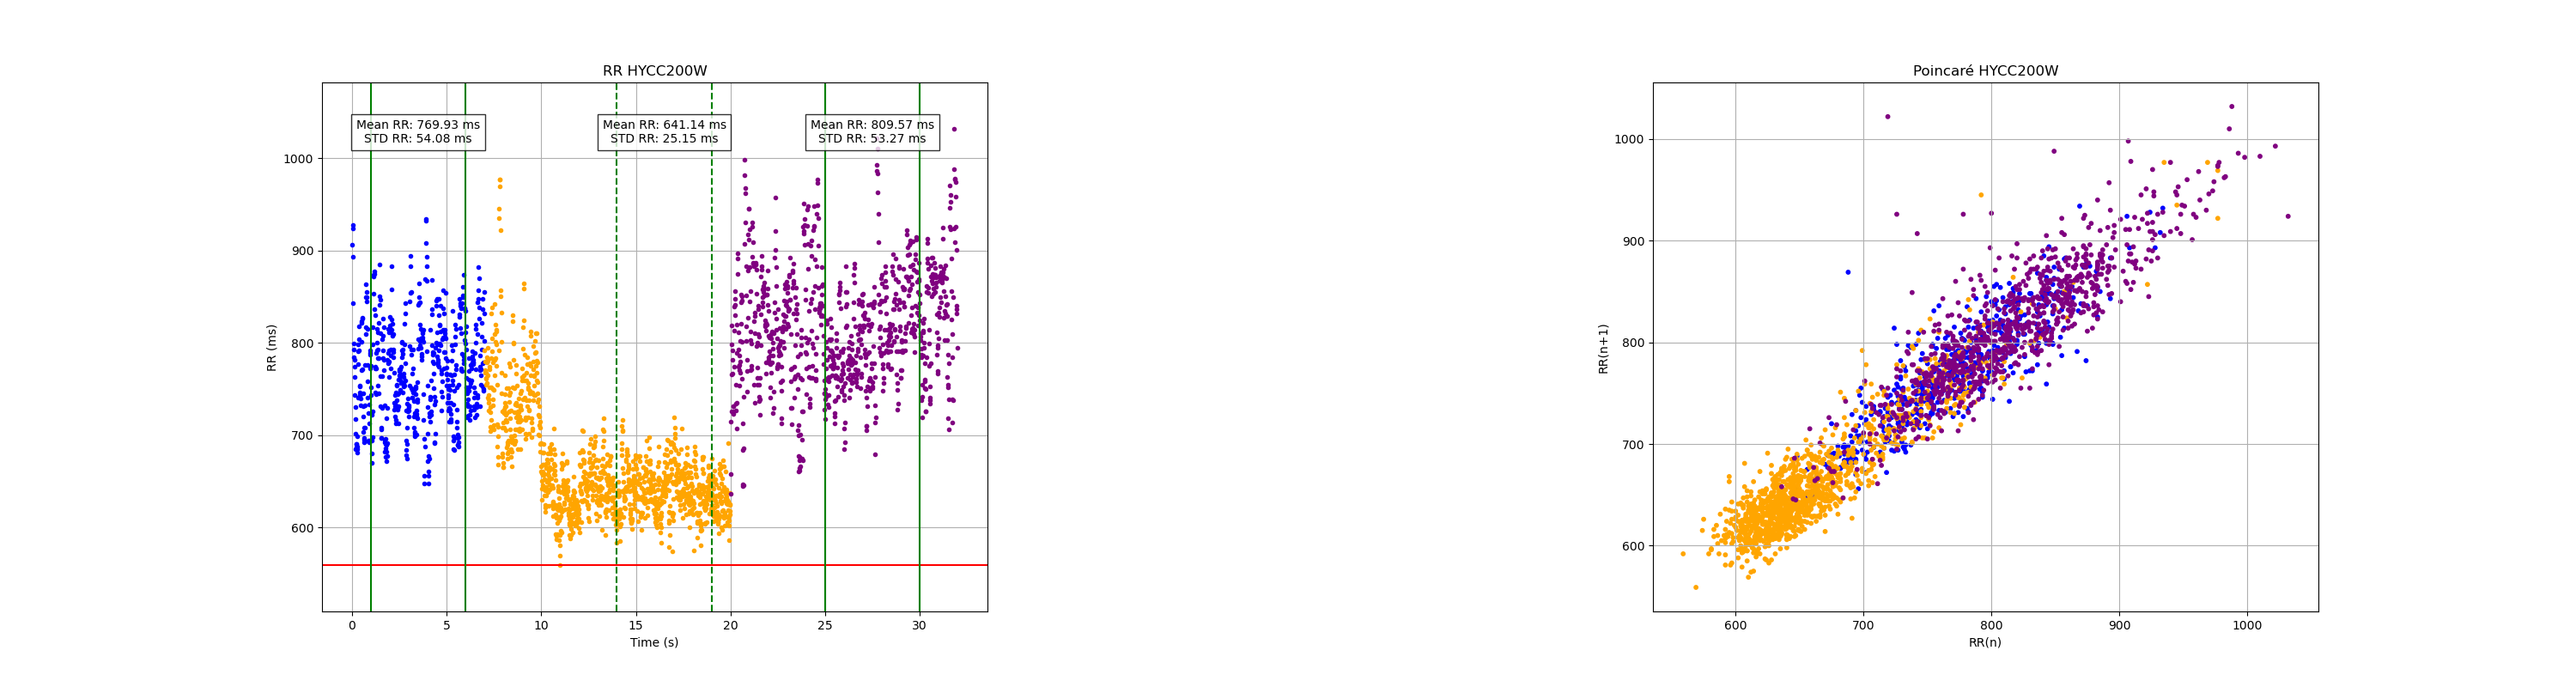 RR HYCC200W
Mean RR: 769.93 ms
STD RR: 54.08 ms
Mean RR: 641.14 ms
STD RR: 25.15 ms
Mean RR: 809.57 ms
STD RR: 53.27 ms
1000
900
800
700
600
RR (ms)
0 5 10 15 20 25 30
Time (s)
Poincaré HYCC200W
1000
900
800
700
600
RR(n+1)
600 700 800 900 1000
RR(n)